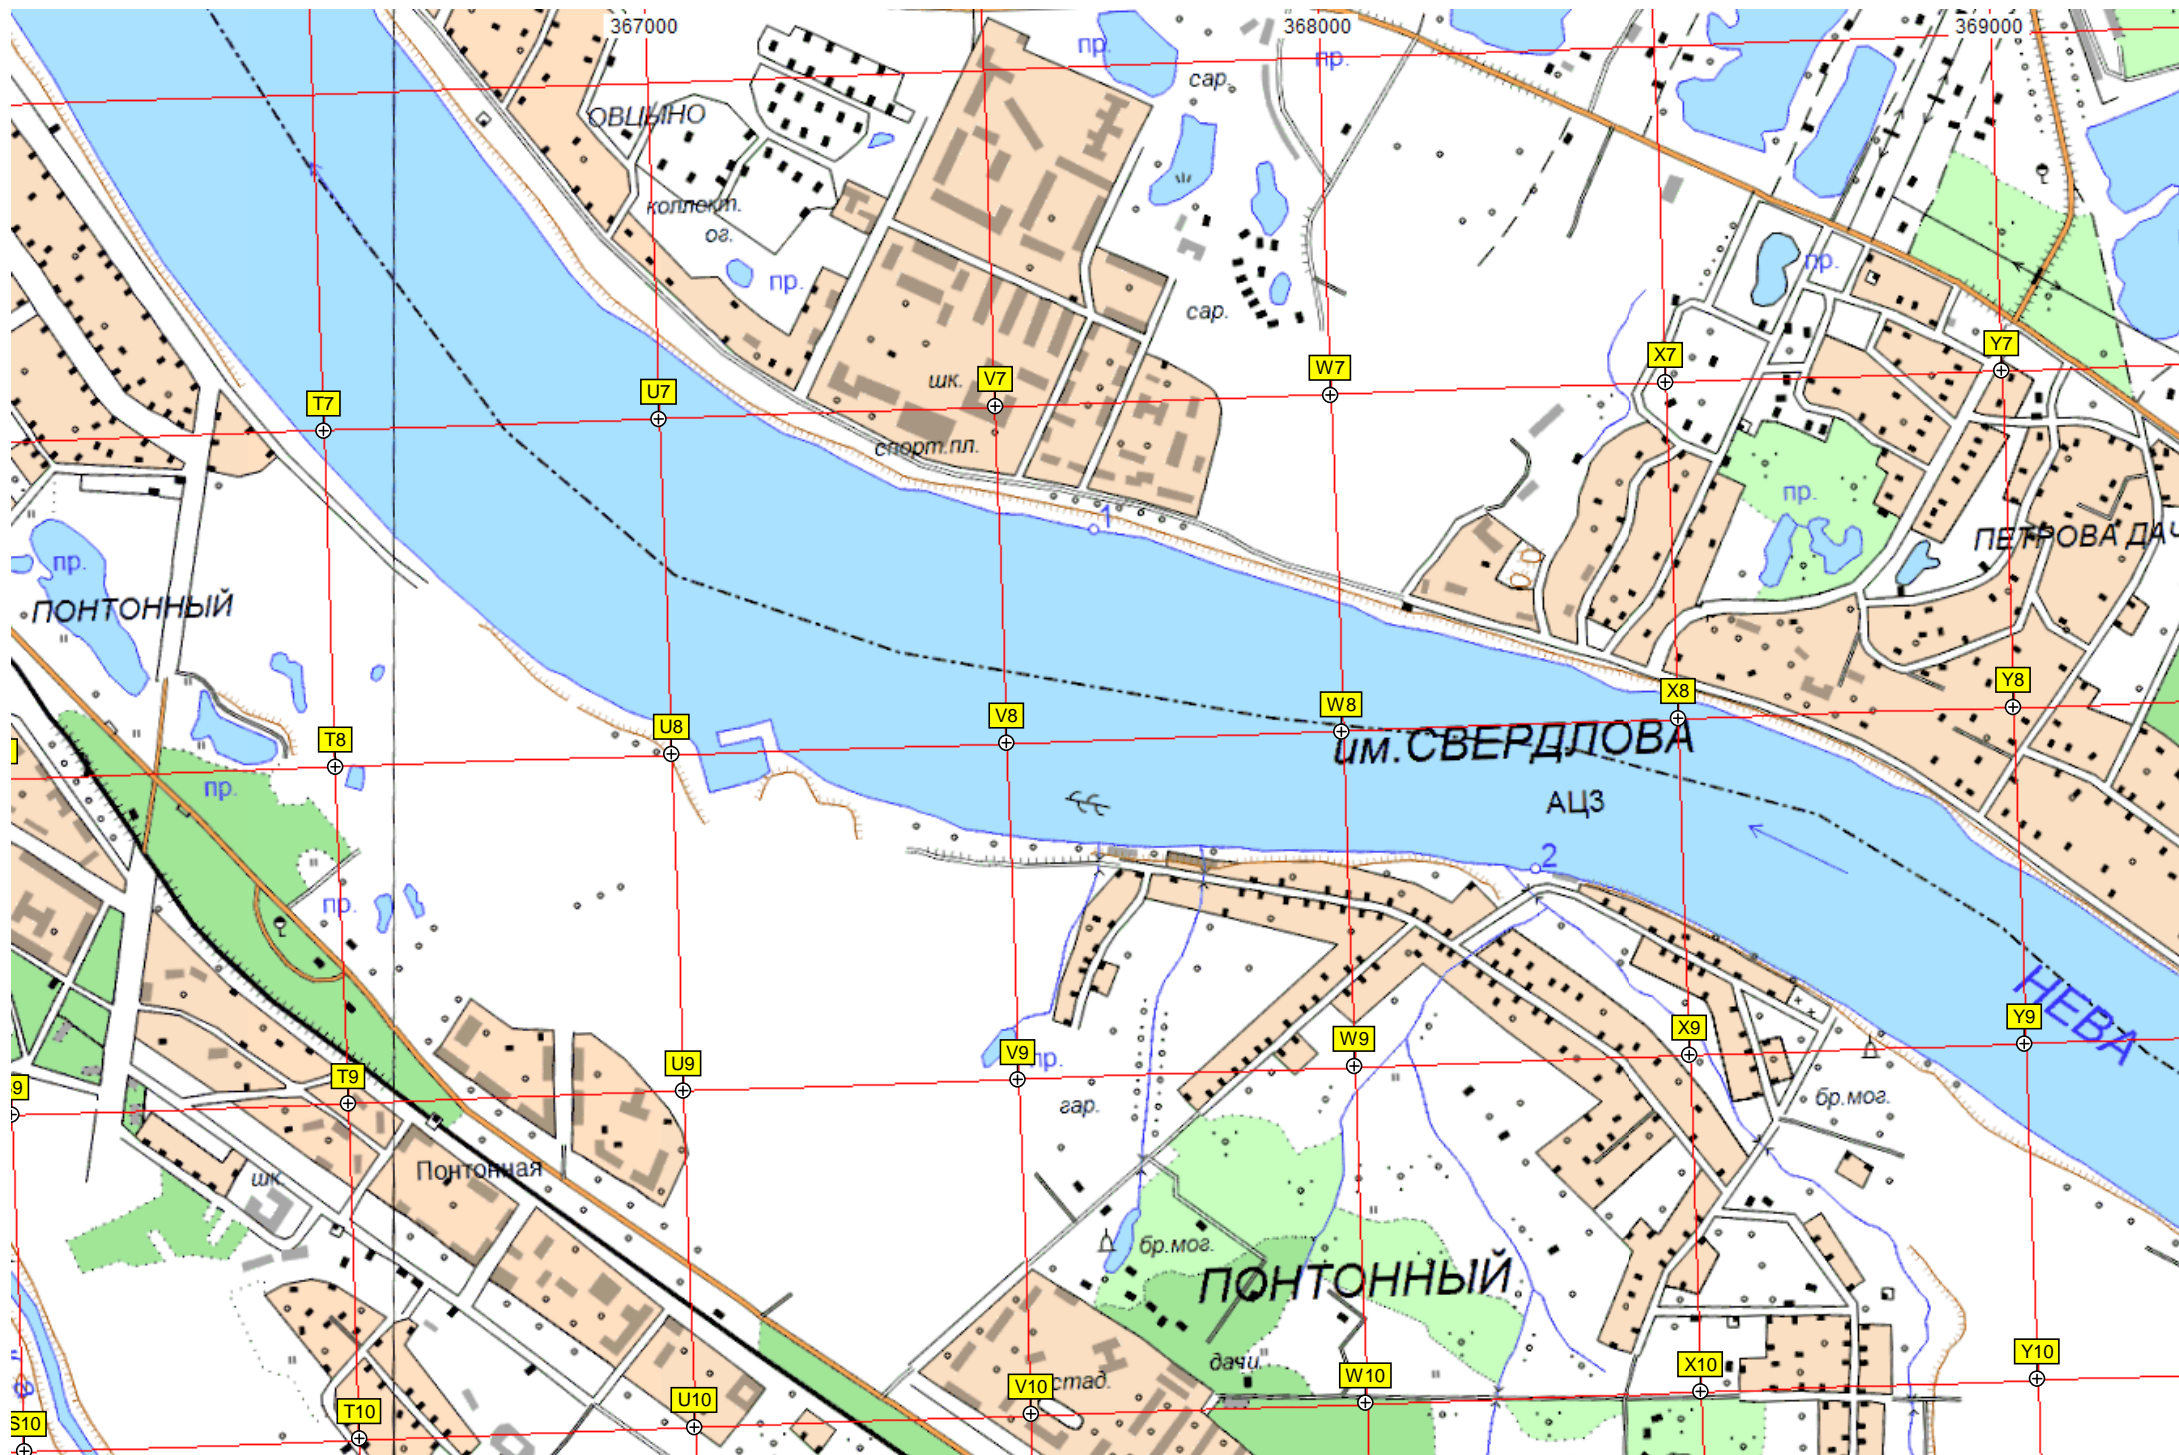 367000
368000
369000
пр.
пр.
сар.
ОВЦЫНО
коллект.
ог.
пр.
пр.
сар.
Y7
X7
W7
шк.
V7
U7
T7
спорт.пл.
пр.
1
ПЕТРОВА ДАЧ
пр.
ПОНТОННЫЙ
Y8
X8
W8
V8
U8
T8
им.СВЕРДЛОВА
пр.
АЦЗ
2
пр.
НЕВА
Y9
X9
W9
V9
пр.
U9
T9
9
гар.
бр.мог.
Понтонная
шк.
бр.мог.
ПОНТОННЫЙ
дачи
Y10
X10
W10
V10
стад.
U10
T10
S10